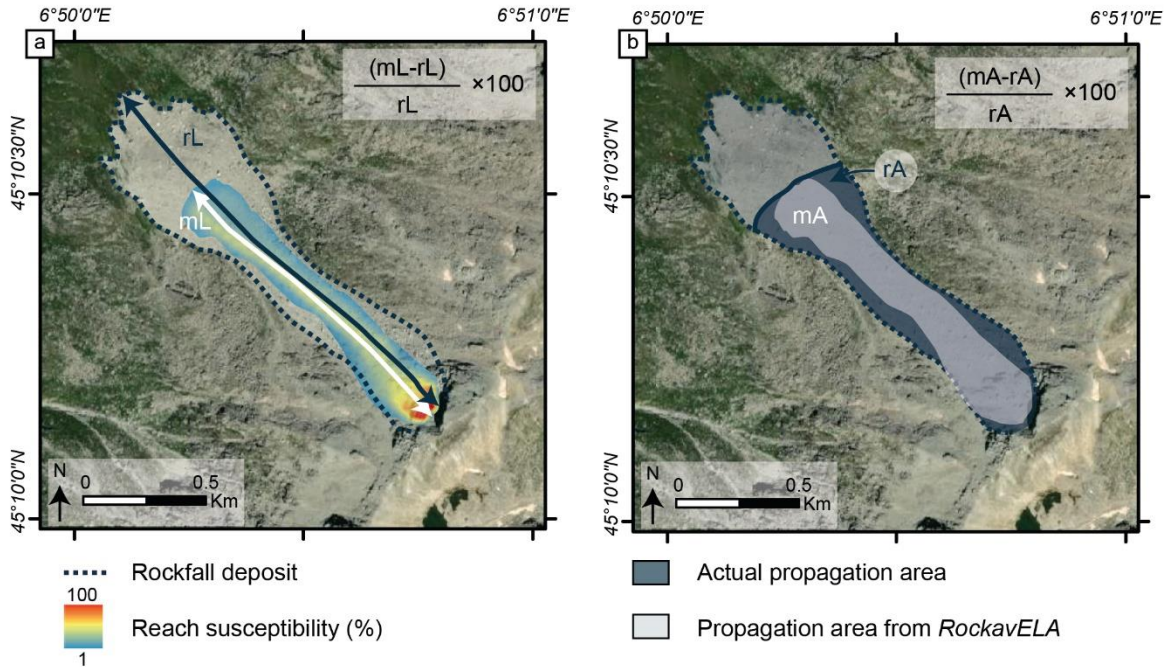 6°50'0"E
6°51'0"E
a
(mL-rL)
rL
×100
rL
mL
45°10'30"N
45°10'0"N
N
0
0.5
Km
Rockfall deposit
100
Reach susceptibility (%)
1
6°50'0"E
6°51'0"E
b
(mA-rA)
rA
×100
rA
mA
45°10'30"N
45°10'0"N
N
0
0.5
Km
Actual propagation area
Propagation area from RockavELA